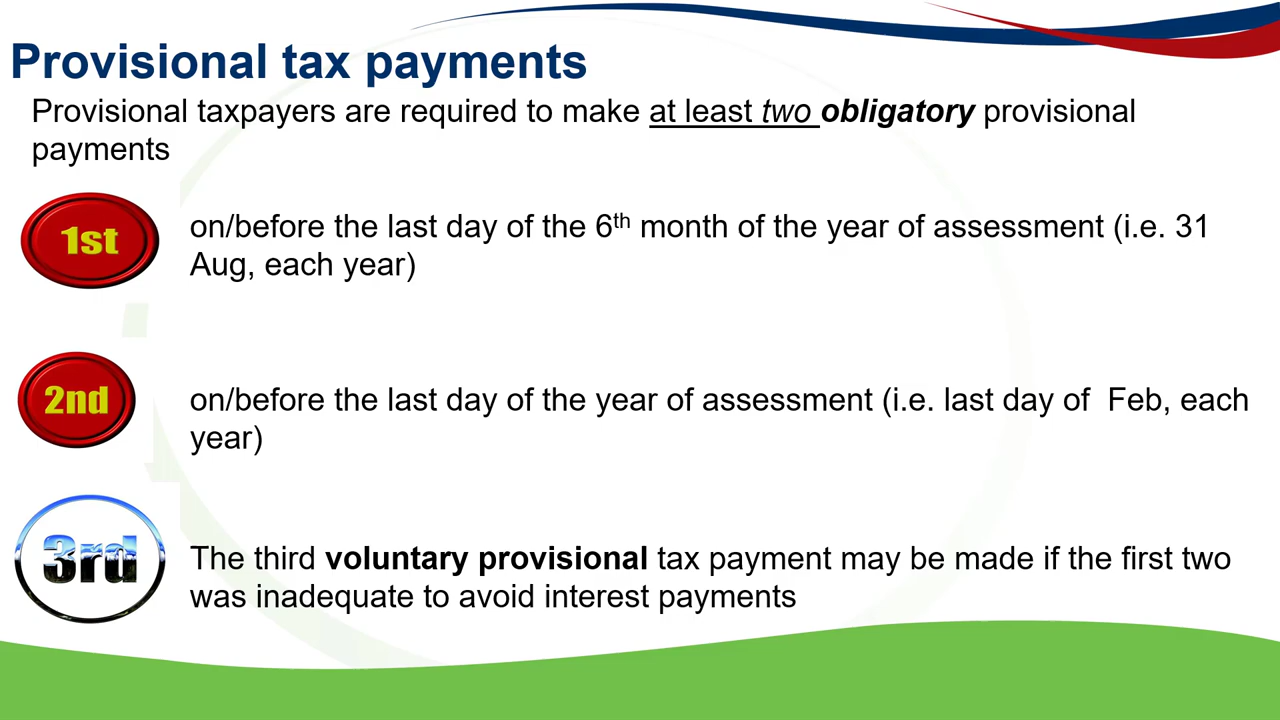 Provisional tax payments
Provisional taxpayers are required to make at least two obligatory provisional
payments
1st
on/before the last day of the 6th month of the year of assessment (i.e. 31
Aug, each year)
2nd
on/before the last day of the year of assessment (i.e. last day of  Feb, each
year)
3rd
The third voluntary provisional tax payment may be made if the first two
was inadequate to avoid interest payments